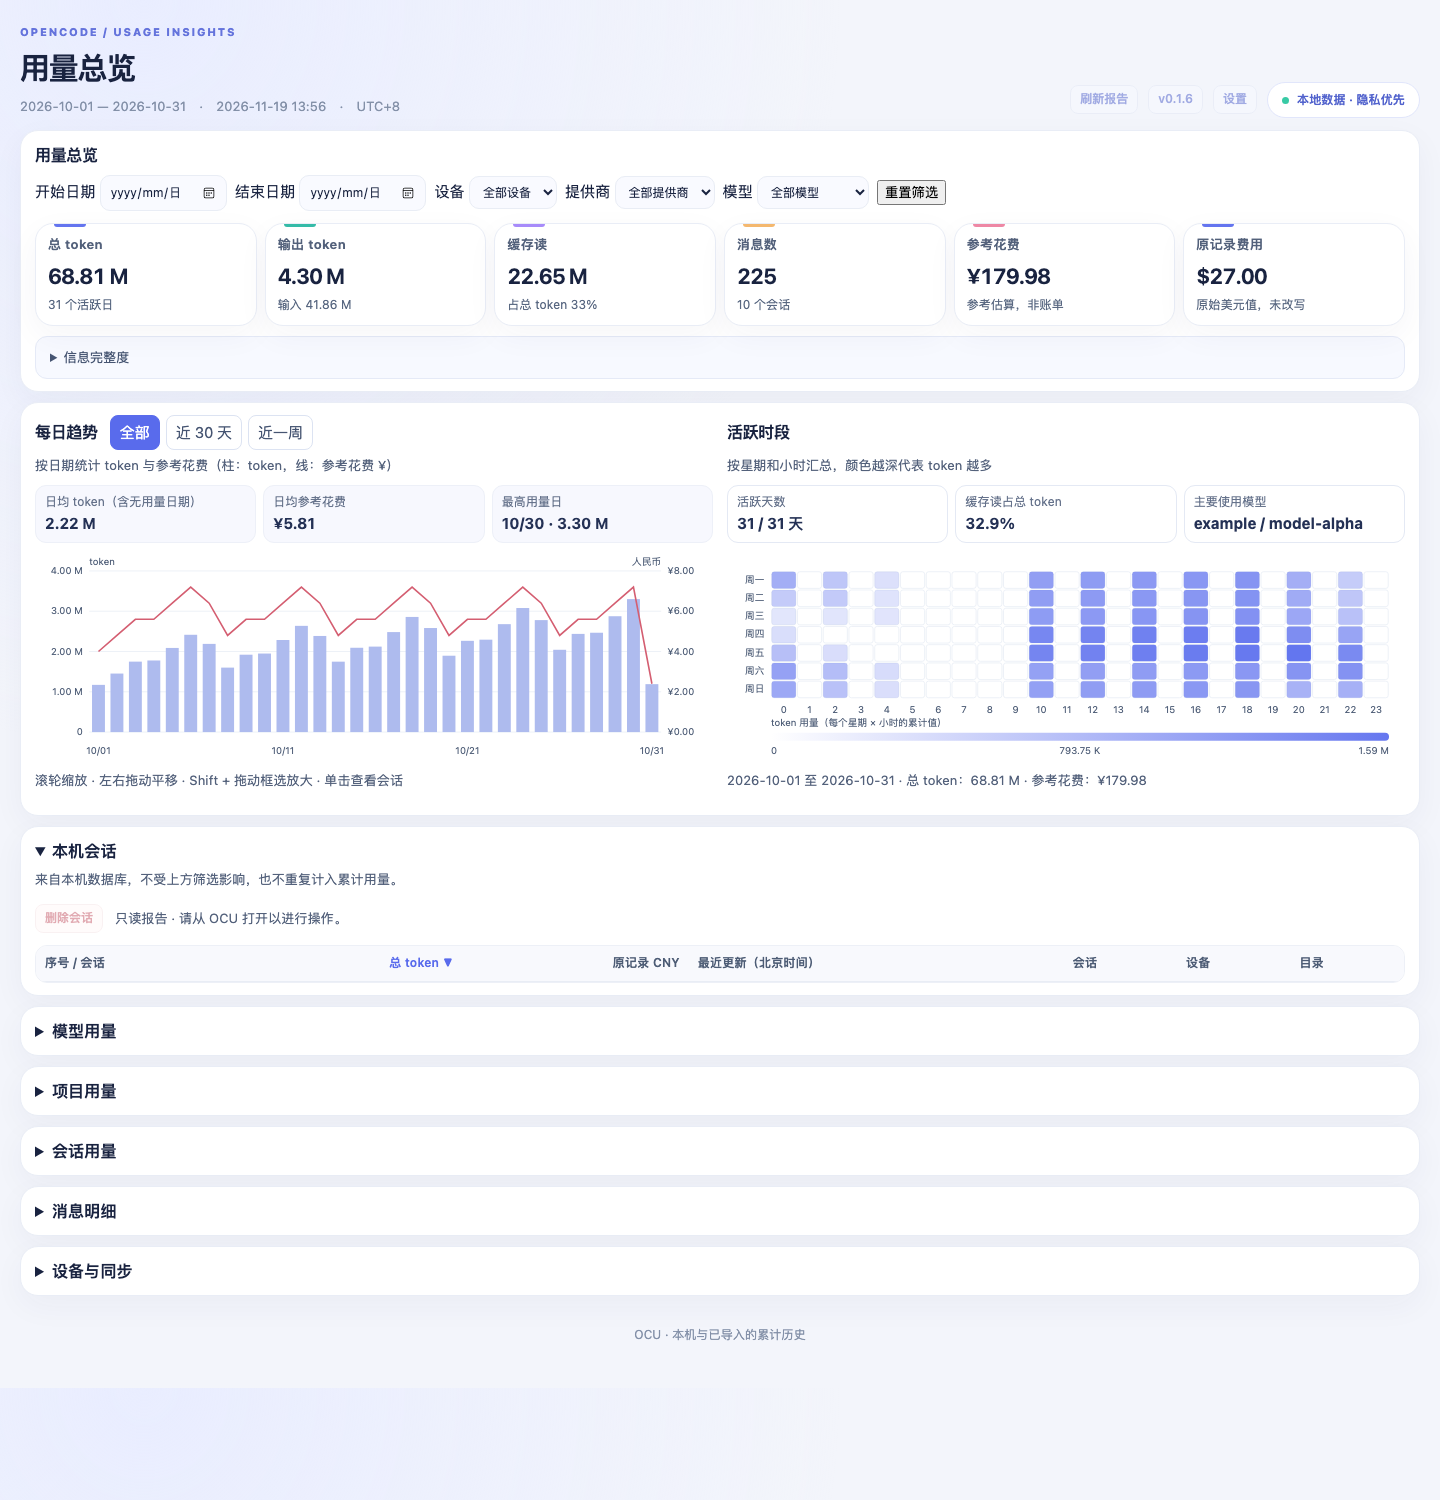 OPENCODE / USAGE INSIGHTS
用量总览
2026-10-01 — 2026-10-31 · 2026-11-19 13:56 · UTC+8
刷新报告 v0.1.6 设置 本地数据 · 隐私优先
用量总览
开始日期 yyyy/mm/日 结束日期 yyyy/mm/日 设备 全部设备 提供商 全部提供商 模型 全部模型 重置筛选
总 token 输出 token 缓存读 消息数 参考花费 原记录费用
68.81 M 4.30 M 22.65 M 225 ¥179.98 $27.00
31 个活跃日 输入 41.86 M 占总 token 33% 10 个会话 参考估算，非账单 原始美元值，未改写
▶ 信息完整度
每日趋势 全部 近 30 天 近一周
按日期统计 token 与参考花费（柱：token，线：参考花费 ¥）
日均 token（含无用量日期） 日均参考花费 最高用量日
2.22 M ¥5.81 10/30 · 3.30 M
token 人民币
4.00 M ¥8.00
3.00 M ¥6.00
2.00 M ¥4.00
1.00 M ¥2.00
0 ¥0.00
10/01 10/11 10/21 10/31
滚轮缩放 · 左右拖动平移 · Shift + 拖动框选放大 · 单击查看会话
活跃时段
按星期和小时汇总，颜色越深代表 token 越多
活跃天数 缓存读占总 token 主要使用模型
31 / 31 天 32.9% example / model-alpha
周一
周二
周三
周四
周五
周六
周日
0 1 2 3 4 5 6 7 8 9 10 11 12 13 14 15 16 17 18 19 20 21 22 23
token 用量（每个星期 × 小时的累计值）
0 793.75 K 1.59 M
2026-10-01 至 2026-10-31 · 总 token：68.81 M · 参考花费：¥179.98
▼ 本机会话
来自本机数据库，不受上方筛选影响，也不重复计入累计用量。
删除会话 只读报告 · 请从 OCU 打开以进行操作。
序号 / 会话 总 token ▼ 原记录 CNY 最近更新（北京时间） 会话 设备 目录
▶ 模型用量
▶ 项目用量
▶ 会话用量
▶ 消息明细
▶ 设备与同步
OCU · 本机与已导入的累计历史